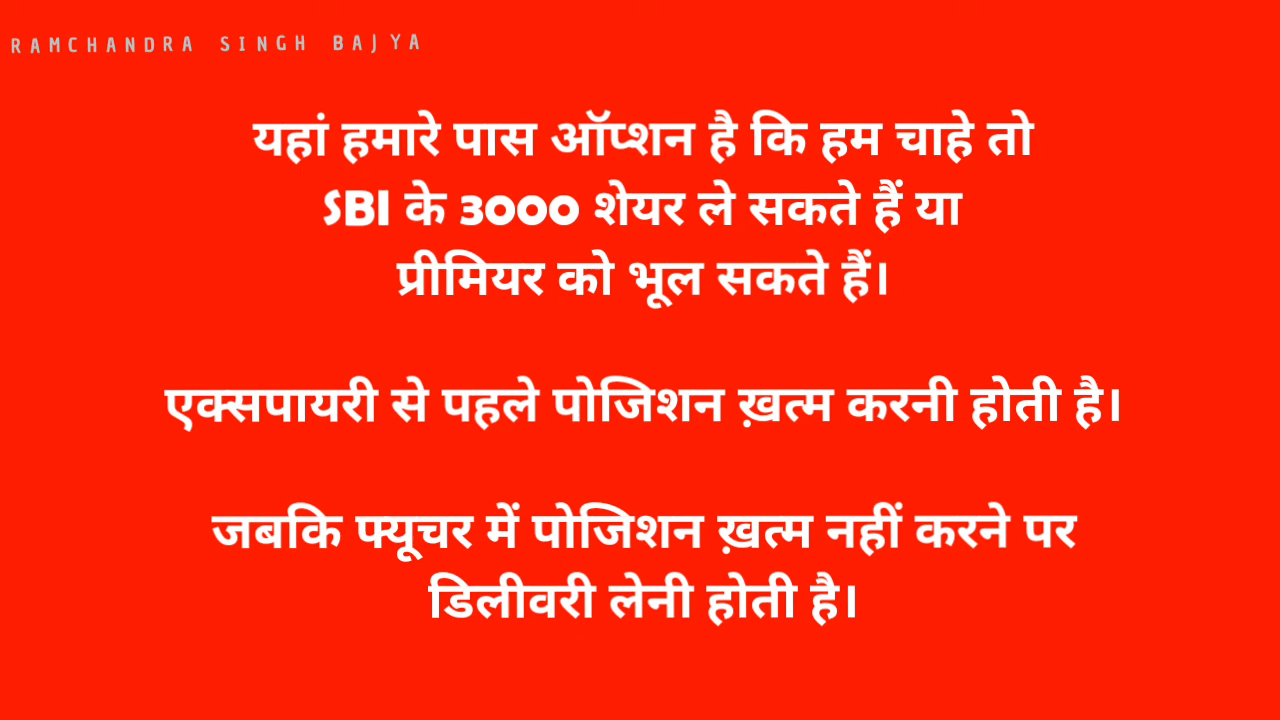 RAMCHANDRA SINGH BAJYA
यहां हमारे पास ऑप्शन है कि हम चाहे तो
SBI के 3000 शेयर ले सकते हैं या
प्रीमियर को भूल सकते हैं।
एक्सपायरी से पहले पोजिशन ख़त्म करनी होती है।
जबकि फ्यूचर में पोजिशन ख़त्म नहीं करने पर
डिलीवरी लेनी होती है।